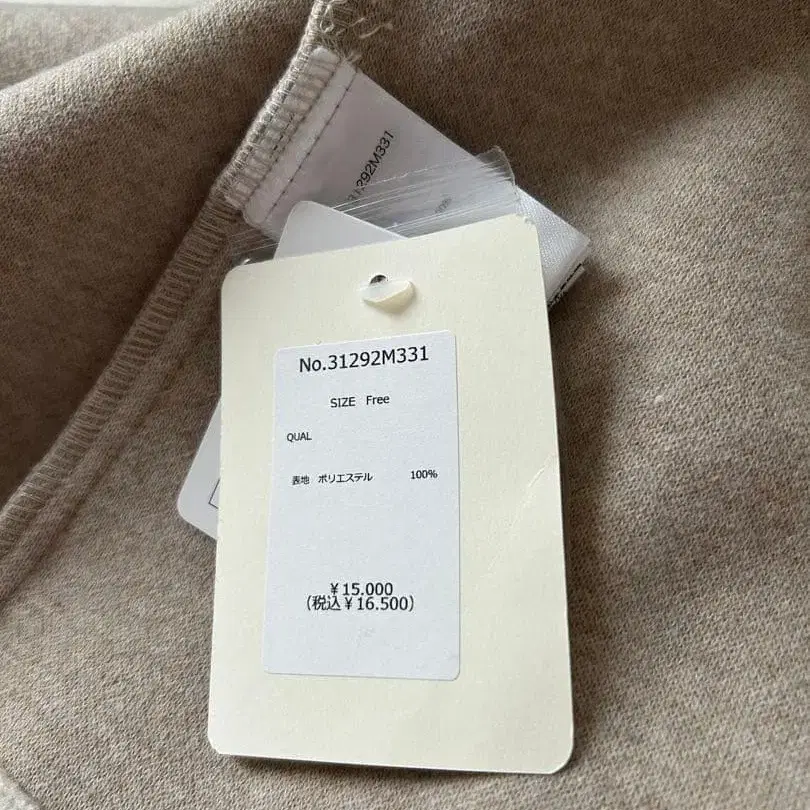 31292M331
No.31292M331
SIZE Free
QUAL
表地 ポリエステル 100%
¥15.000
(税込¥16.500)